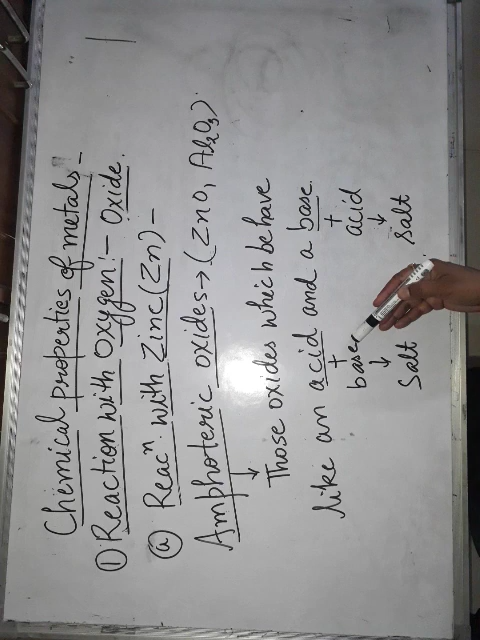 Chemical properties of metals -
① Reaction with Oxygen :- Oxide.
ⓐ Reacⁿ. with Zinc (Zn) -
Amphoteric oxides → (ZnO, Al₂O₃).
↓
Those oxides which behave
like an acid and a base.
+ +
base acid
↓ ↓
Salt Salt